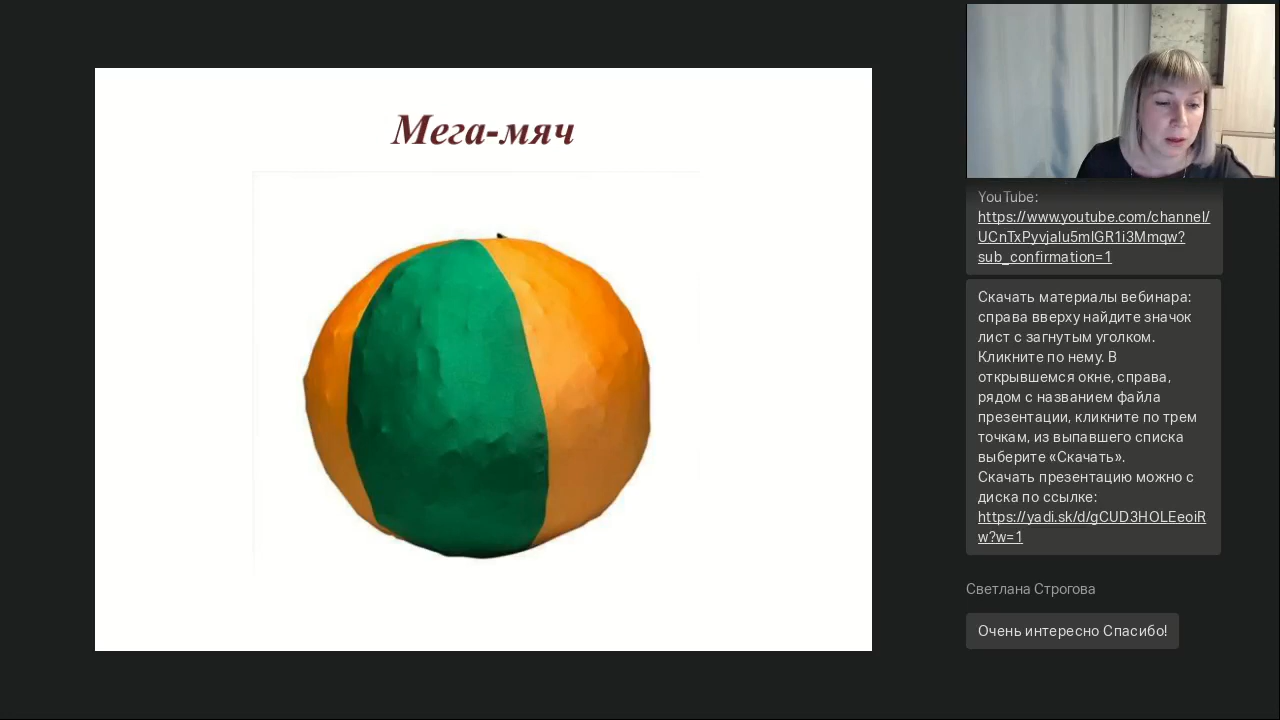 Мега-мяч
YouTube:
https://www.youtube.com/channel/
UCnTxPyvjalu5mlGR1i3Mmqw?
sub_confirmation=1
Скачать материалы вебинара:
справа вверху найдите значок
лист с загнутым уголком.
Кликните по нему. В
открывшемся окне, справа,
рядом с названием файла
презентации, кликните по трем
точкам, из выпавшего списка
выберите «Скачать».
Скачать презентацию можно с
диска по ссылке:
https://yadi.sk/d/gCUD3HOLEeoiR
w?w=1
Светлана Строгова
Очень интересно Спасибо!